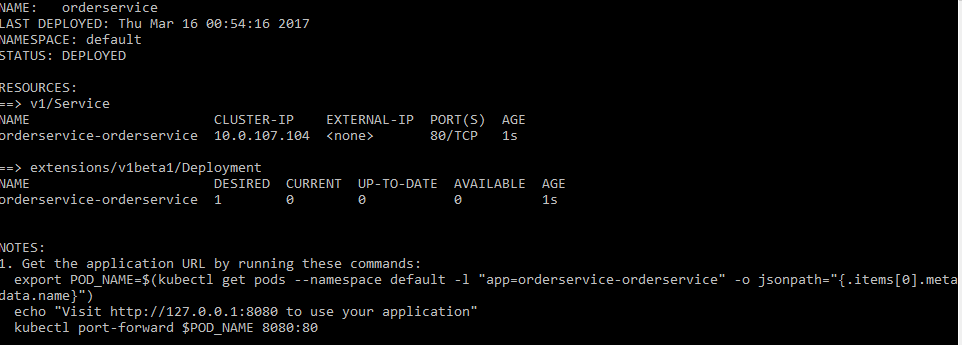 NAME:   orderservice
LAST DEPLOYED: Thu Mar 16 00:54:16 2017
NAMESPACE: default
STATUS: DEPLOYED
RESOURCES:
==> v1/Service
NAME                       CLUSTER-IP    EXTERNAL-IP  PORT(S)  AGE
orderservice-orderservice  10.0.107.104  <none>       80/TCP   1s
==> extensions/v1beta1/Deployment
NAME                       DESIRED  CURRENT  UP-TO-DATE  AVAILABLE  AGE
orderservice-orderservice  1        0        0           0          1s
NOTES:
1. Get the application URL by running these commands:
  export POD_NAME=$(kubectl get pods --namespace default -l "app=orderservice-orderservice" -o jsonpath="{.items[0].meta
data.name}")
  echo "Visit http://127.0.0.1:8080 to use your application"
  kubectl port-forward $POD_NAME 8080:80